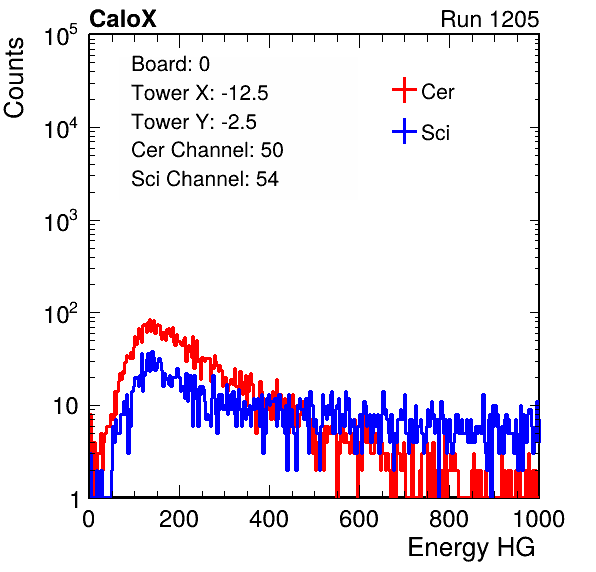 CaloX Run 1205
Counts
10^5
10^4
10^3
10^2
10
1
Board: 0
Tower X: -12.5
Tower Y: -2.5
Cer Channel: 50
Sci Channel: 54
Cer
Sci
0 200 400 600 800 1000
Energy HG